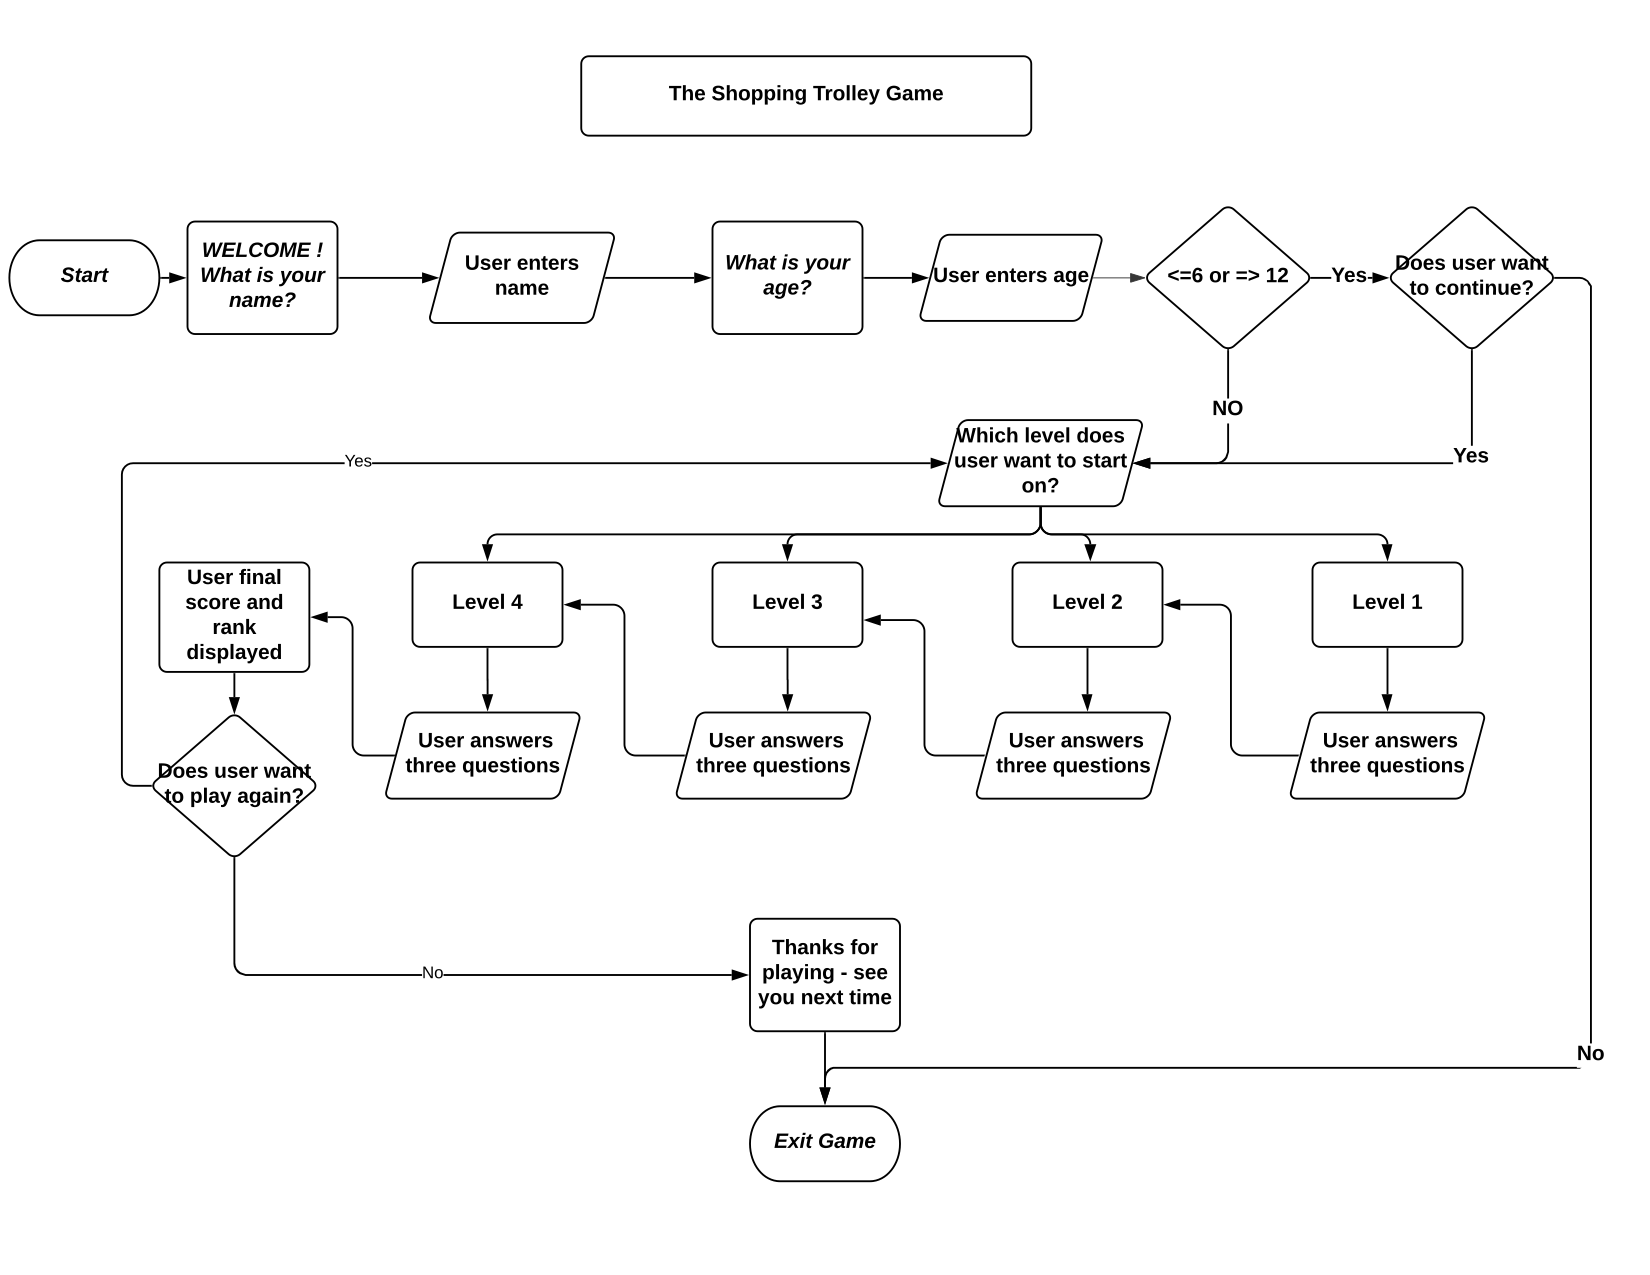 The Shopping Trolley Game
Start
WELCOME !
What is your
name?
User enters
name
What is your
age?
User enters age
<=6 or => 12
Yes
Does user want
to continue?
NO
Yes
Which level does
user want to start
on?
Yes
User final
score and
rank
displayed
Level 4
Level 3
Level 2
Level 1
User answers
three questions
User answers
three questions
User answers
three questions
User answers
three questions
Does user want
to play again?
No
Thanks for
playing - see
you next time
No
Exit Game